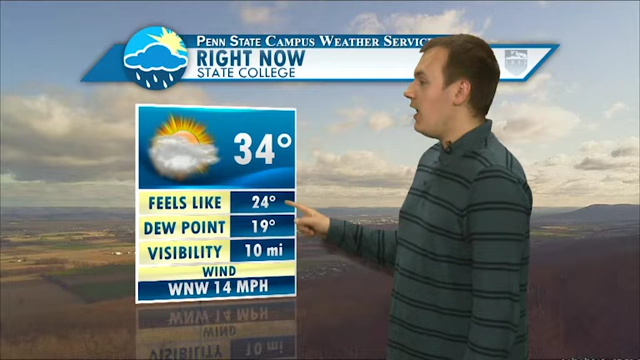 PENN STATE CAMPUS WEATHER SERVIC
RIGHT NOW
STATE COLLEGE
34°
FEELS LIKE 24°
DEW POINT 19°
VISIBILITY 10 mi
WIND
WNW 14 MPH